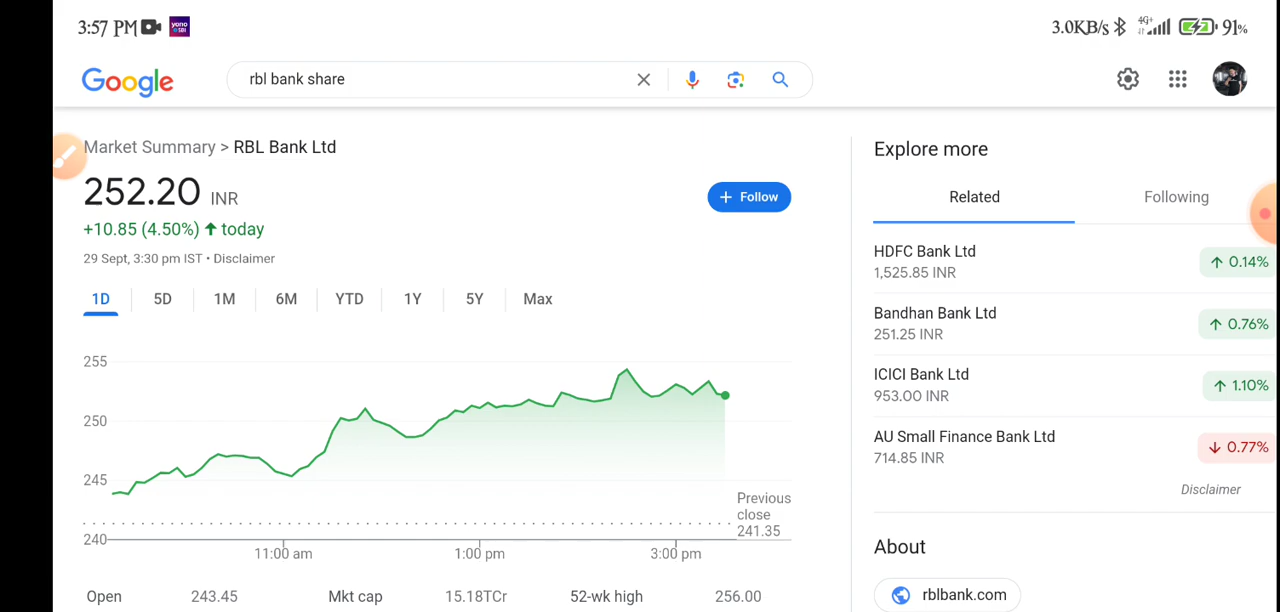 3:57 PM yono SBI 3.0KB/s 4G+ 91%
Google rbl bank share
Market Summary > RBL Bank Ltd
252.20 INR
+ Follow
+10.85 (4.50%) ↑ today
29 Sept, 3:30 pm IST • Disclaimer
1D 5D 1M 6M YTD 1Y 5Y Max
255
250
245
240
Previous
close
241.35
11:00 am 1:00 pm 3:00 pm
Open 243.45 Mkt cap 15.18TCr 52-wk high 256.00
Explore more
Related Following
HDFC Bank Ltd
1,525.85 INR
↑ 0.14%
Bandhan Bank Ltd
251.25 INR
↑ 0.76%
ICICI Bank Ltd
953.00 INR
↑ 1.10%
AU Small Finance Bank Ltd
714.85 INR
↓ 0.77%
Disclaimer
About
rblbank.com